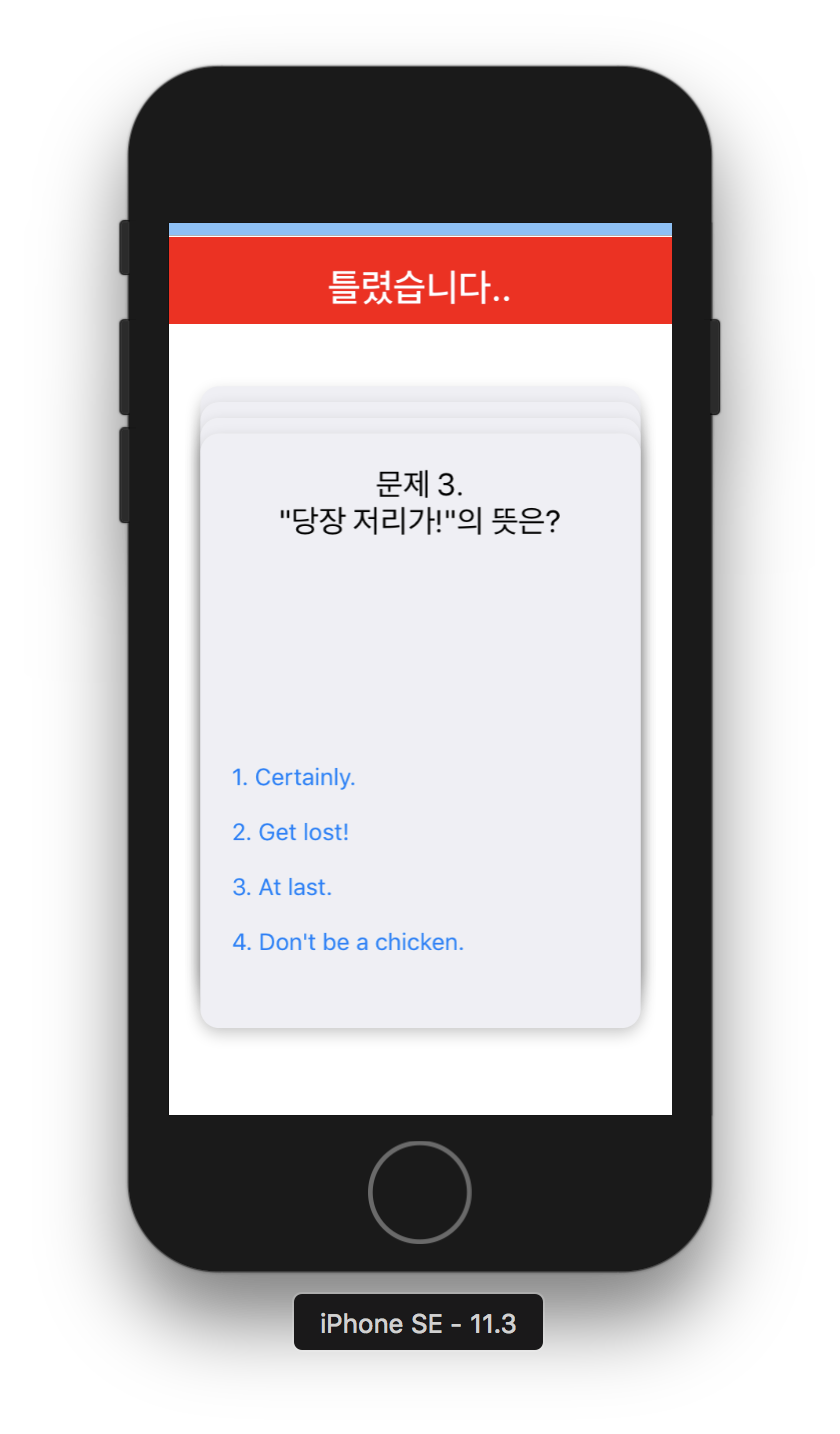 틀렸습니다..
문제 3.
"당장 저리가!"의 뜻은?
1. Certainly.
2. Get lost!
3. At last.
4. Don't be a chicken.
iPhone SE - 11.3